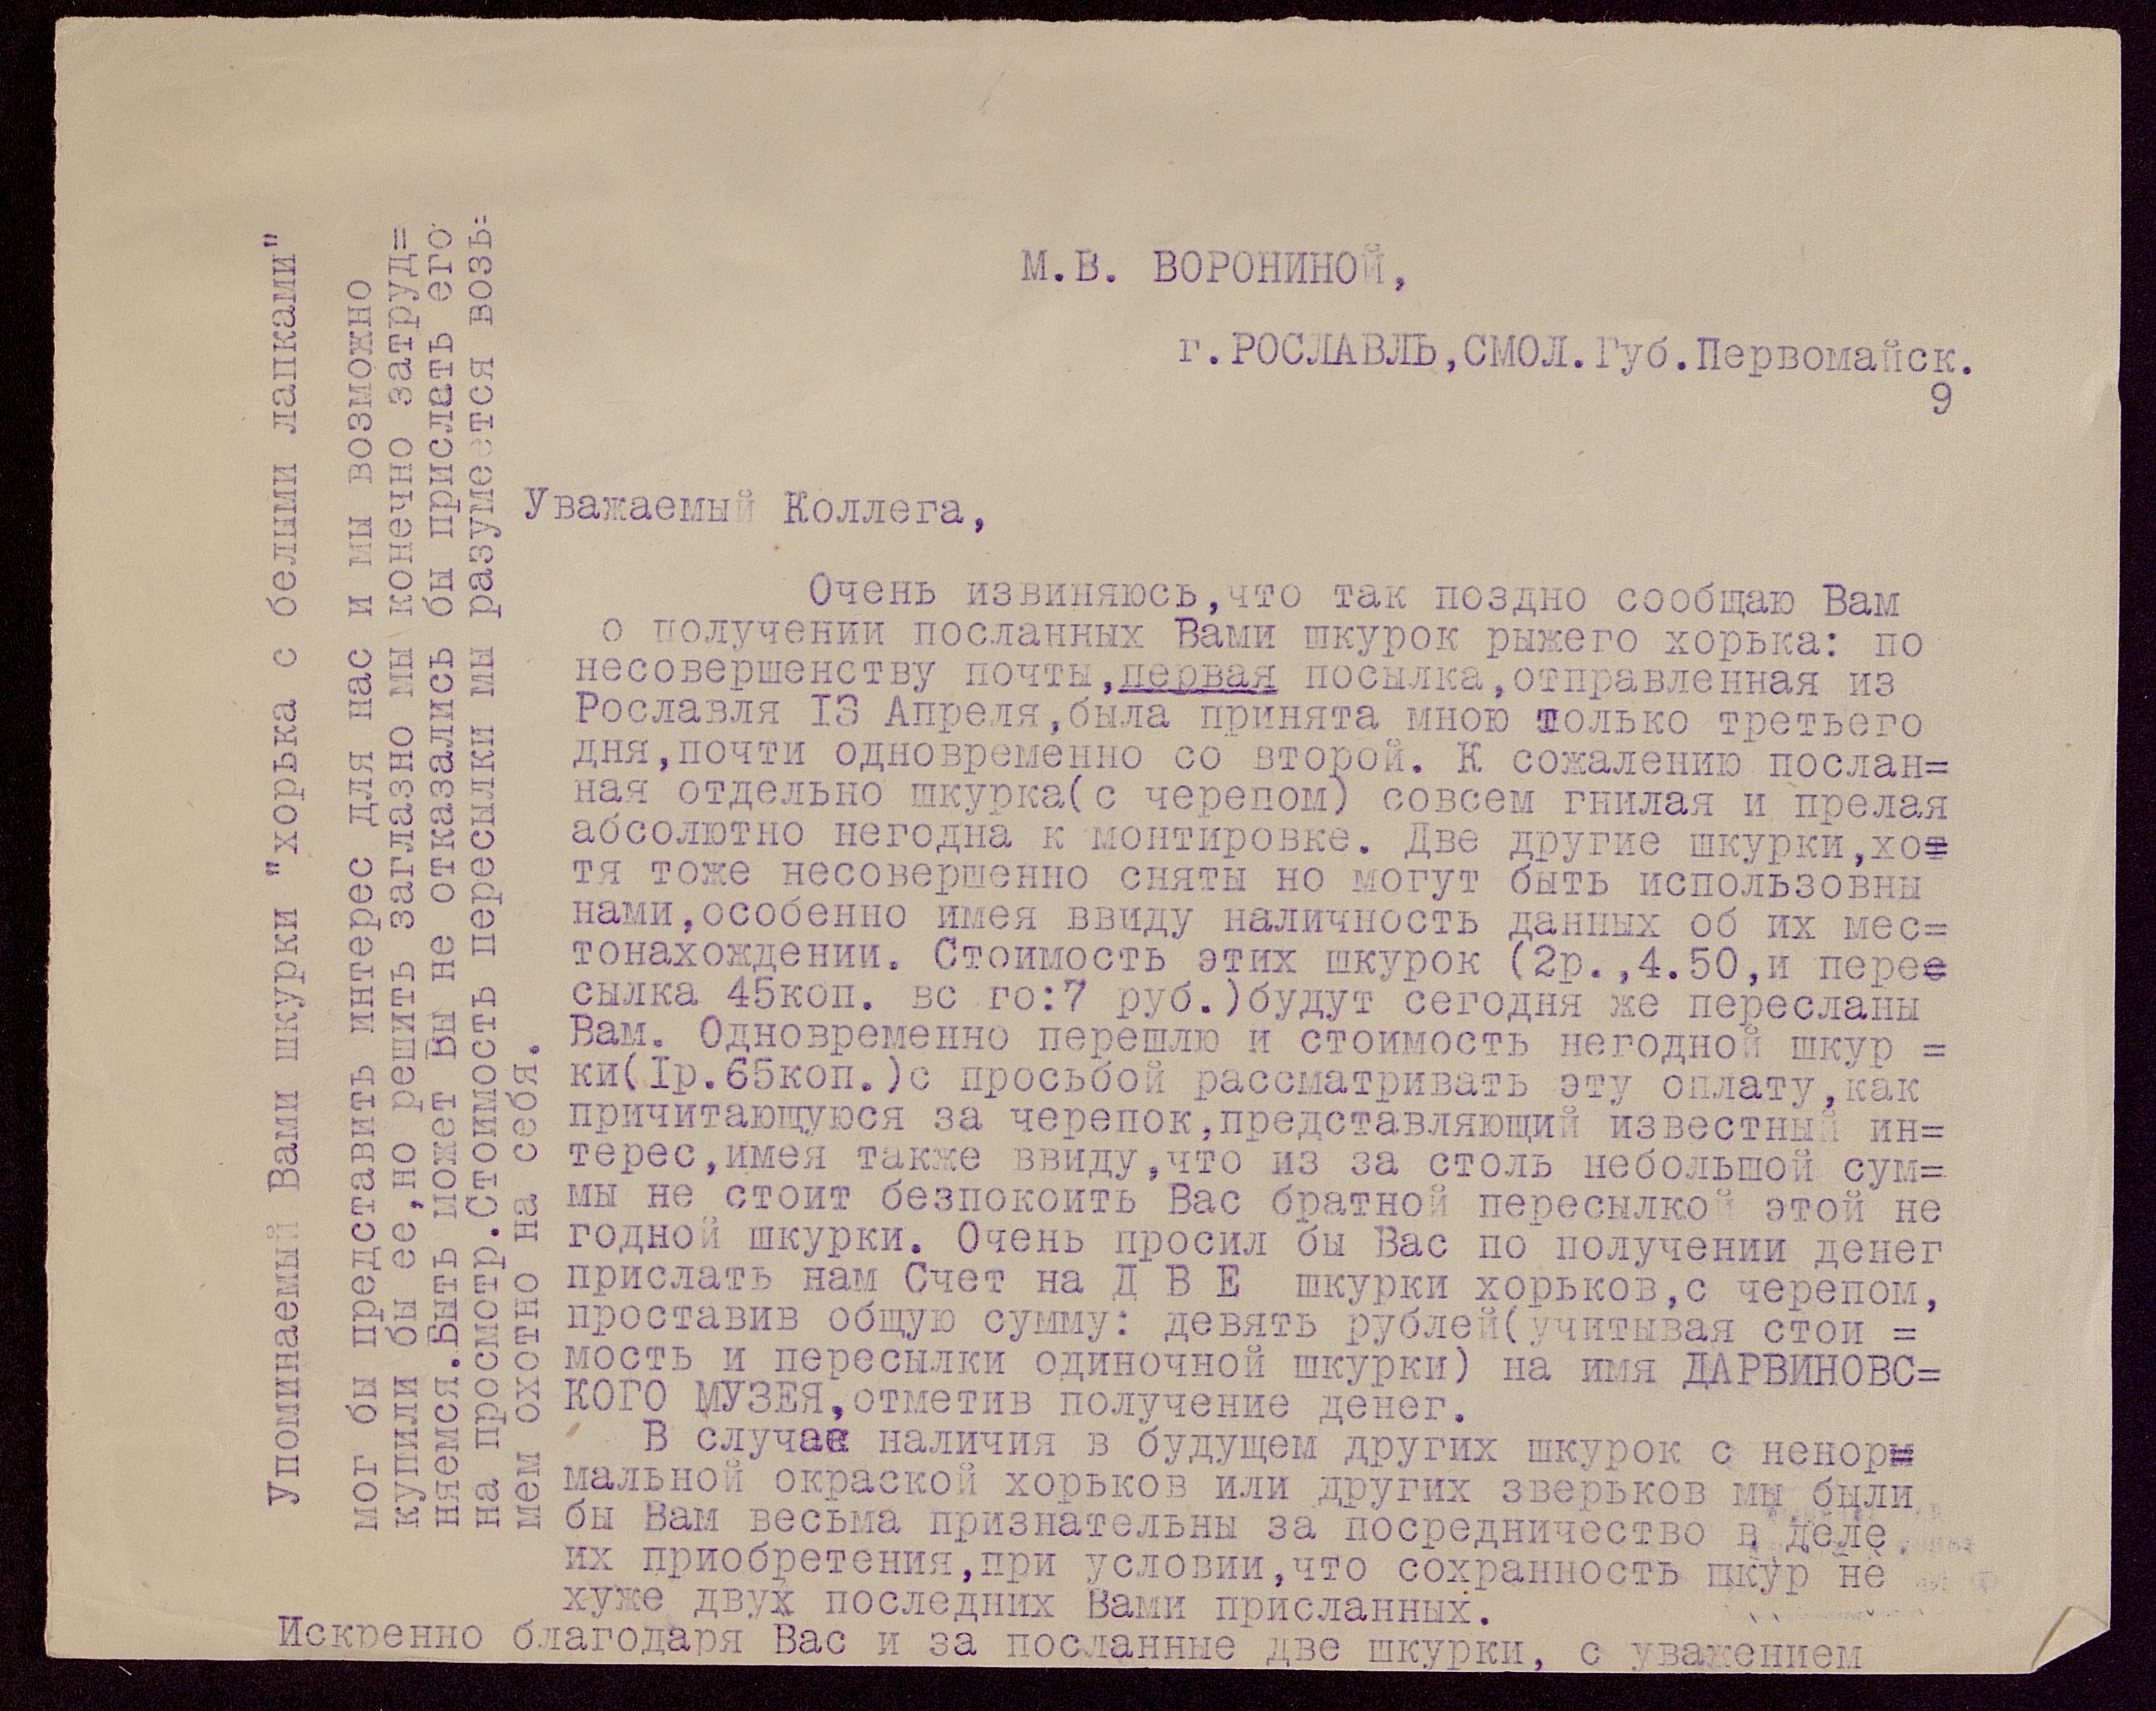 М.В. ВОРОНИНОЙ,
г.РОСЛАВЛЬ,СМОЛ.Губ.Первомайск.
9
Уважаемый Коллега,
Очень извиняюсь,что так поздно сообщаю Вам
о получении посланных Вами шкурок рыжего хорька: по
несовершенству почты,первая посылка,отправленная из
Рославля I3 Апреля,была принята мною только третьего
дня,почти одновременно со второй. К сожалению послан=
ная отдельно шкурка(с черепом) совсем гнилая и прелая
абсолютно негодна к монтировке. Две другие шкурки,хо=
тя тоже несовершенно сняты но могут быть использовны
нами,особенно имея ввиду наличность данных об их мес=
тонахождении. Стоимость этих шкурок (2р.,4.50,и пере=
сылка 45коп. вс го:7 руб.)будут сегодня же пересланы
Вам. Одновременно перешлю и стоимость негодной шкур =
ки(Iр.65коп.)с просьбой рассматривать эту оплату,как
причитающуюся за черепок,представляющий известный ин=
терес,имея также ввиду,что из за столь небольшой сум=
мы не стоит безпокоить Вас братной пересылкой этой не
годной шкурки. Очень просил бы Вас по получении денег
прислать нам Счет на Д В Е шкурки хорьков,с черепом,
проставив общую сумму: девять рублей(учитывая стои =
мость и пересылки одиночной шкурки) на имя ДАРВИНОВС=
КОГО МУЗЕЯ,отметив получение денег.
В случае наличия в будущем других шкурок с ненор=
мальной окраской хорьков или других зверьков мы были
бы Вам весьма признательны за посредничество в деле
их приобретения,при условии,что сохранность шкур не
хуже двух последних Вами присланных.
Искренно благодаря Вас и за посланные две шкурки, с уважением
Упоминаемый Вами шкурки "хорька с белыми лапками"
мог бы представить интерес для нас и мы возможно
купили бы ее,но решить заглазно мы конечно затруд=
няемся.Быть может Вы не отказались бы прислать его
на просмотр.Стоимость пересылки мы разумеется возь=
мем охотно на себя.